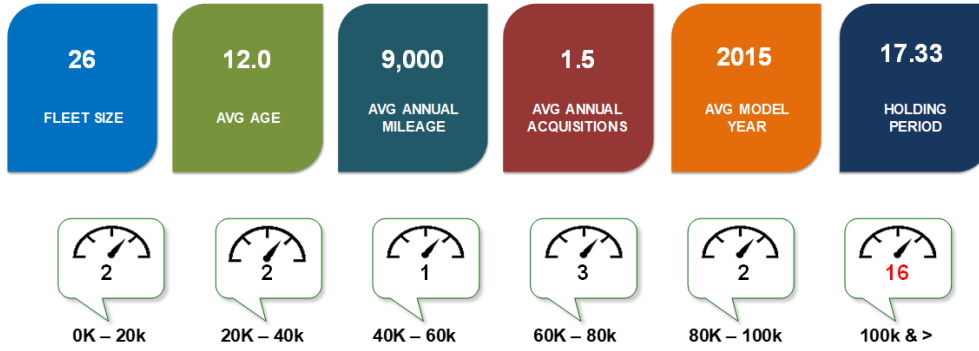 26
FLEET SIZE
12.0
AVG AGE
9,000
AVG ANNUAL
MILEAGE
1.5
AVG ANNUAL
ACQUISITIONS
2015
AVG MODEL
YEAR
17.33
HOLDING
PERIOD
2
0K – 20k
2
20K – 40k
1
40K – 60k
3
60K – 80k
2
80K – 100k
16
100k & >